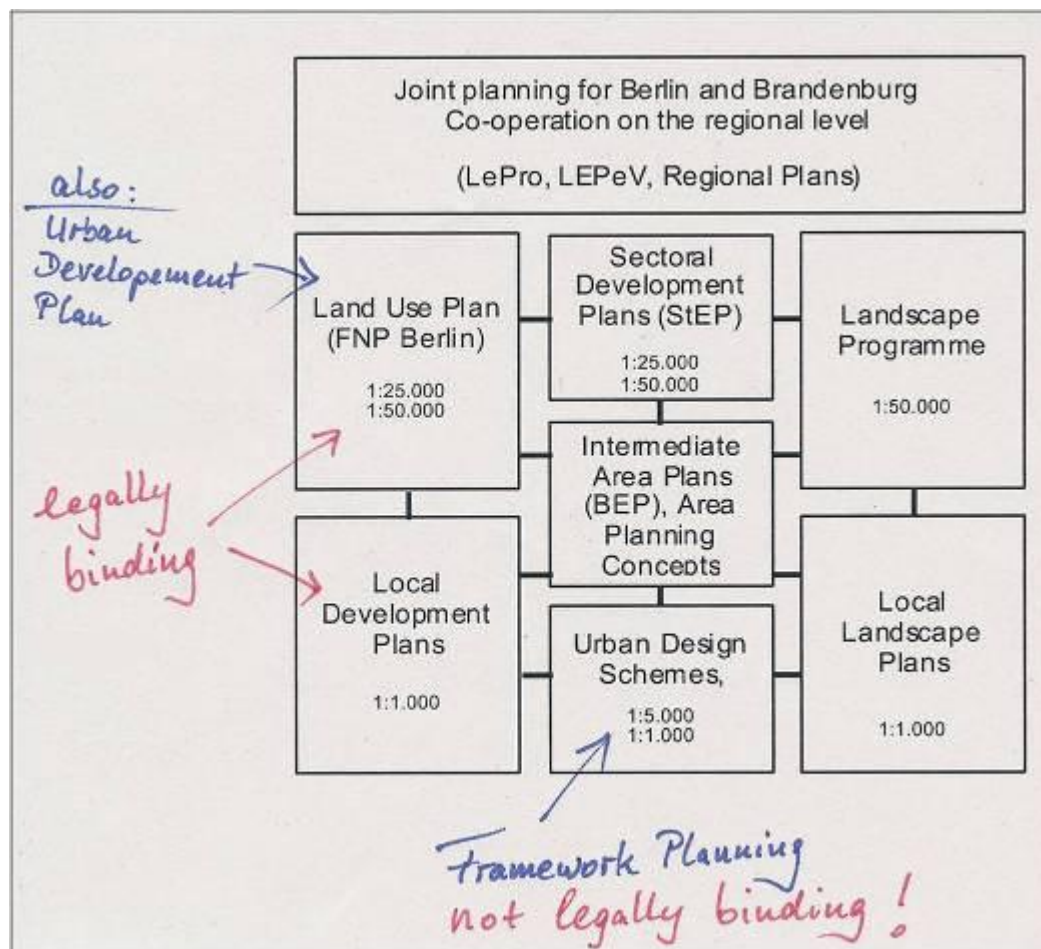 Joint planning for Berlin and Brandenburg
Co-operation on the regional level
(LePro, LEPeV, Regional Plans)
also:
Urban
Developement
Plan
Land Use Plan
(FNP Berlin)
1:25.000
1:50.000
Sectoral
Development
Plans (StEP)
1:25.000
1:50.000
Landscape
Programme
1:50.000
legally
binding
Intermediate
Area Plans
(BEP), Area
Planning
Concepts
Local
Development
Plans
1:1.000
Urban Design
Schemes,
1:5.000
1:1.000
Local
Landscape
Plans
1:1.000
Framework Planning
not legally binding!